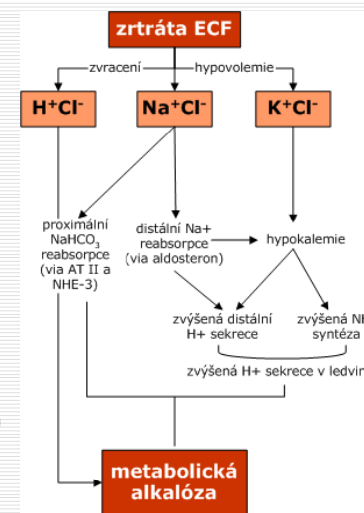 zrtráta ECF
zvracení hypovolemie
H⁺Cl⁻ Na⁺Cl⁻ K⁺Cl⁻
proximální
NaHCO₃
reabsorpce
(via AT II a
NHE-3)
distální Na+
reabsorpce
(via aldosteron)
hypokalemie
zvýšená distální
H+ sekrece
zvýšená
syntéza
zvýšená H+ sekrece v
metabolická
alkalóza